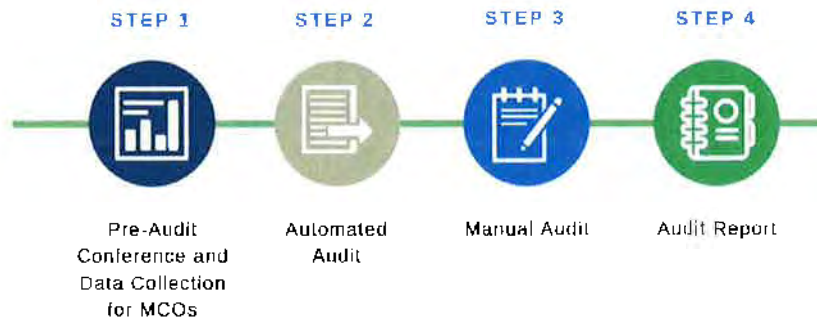 STEP 1
STEP 2
STEP 3
STEP 4
Pre-Audit
Conference and
Data Collection
for MCOs
Automated
Audit
Manual Audit
Audit Report